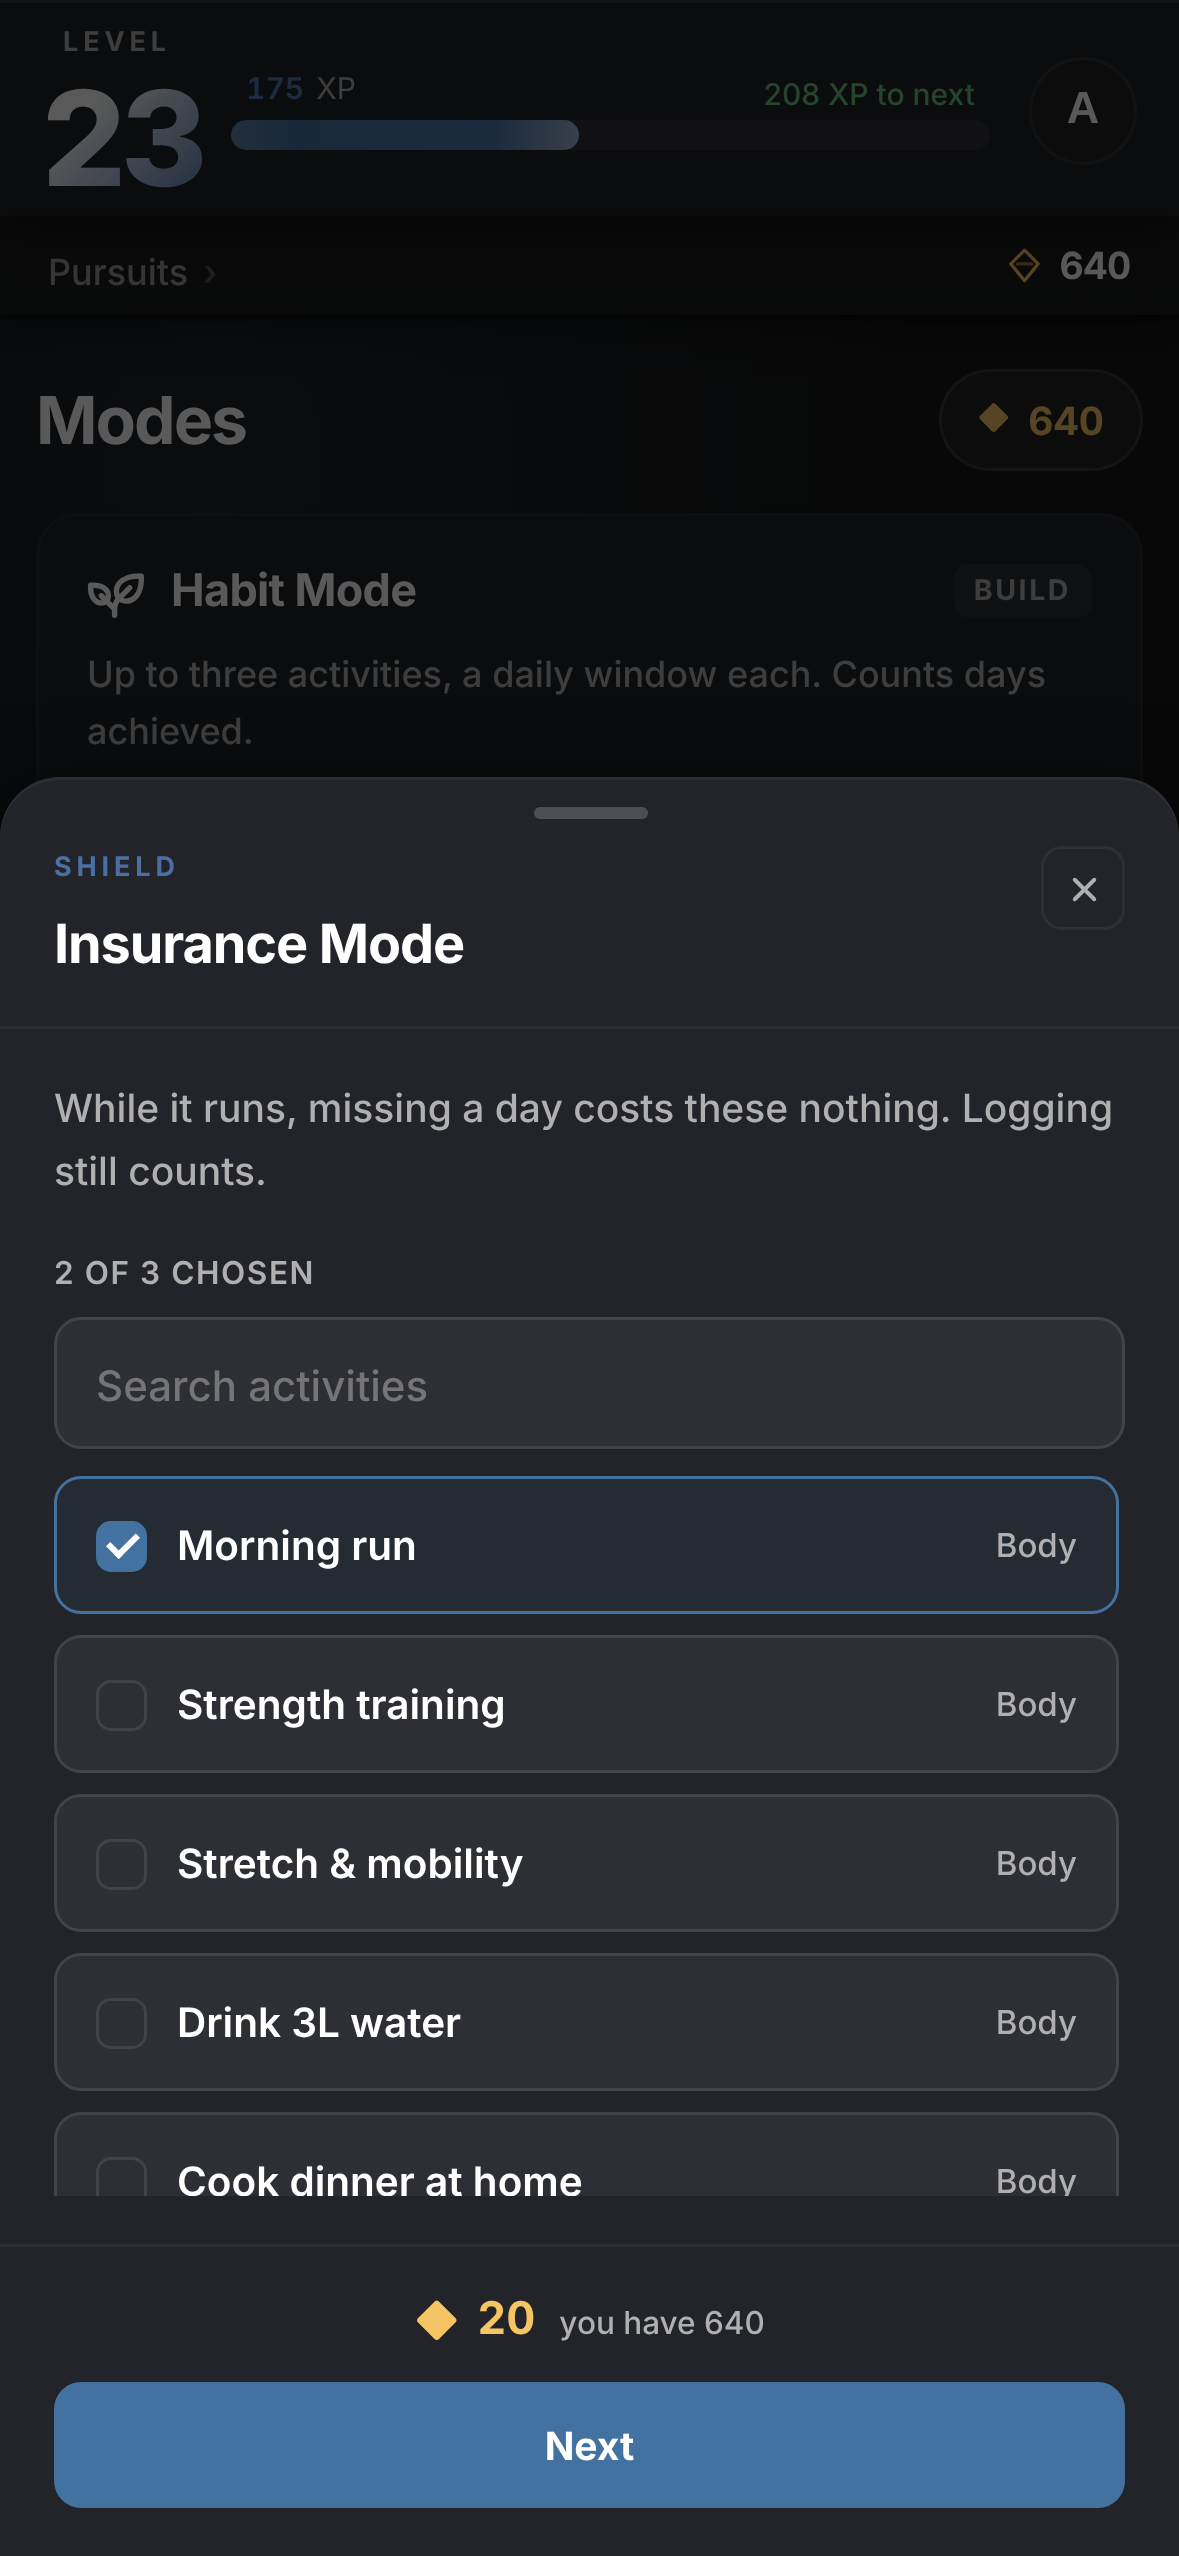 LEVEL
23
175 XP
208 XP to next
A
Pursuits ›
640
Modes
640
Habit Mode
BUILD
Up to three activities, a daily window each. Counts days
achieved.
SHIELD
Insurance Mode
While it runs, missing a day costs these nothing. Logging
still counts.
2 OF 3 CHOSEN
Search activities
Morning run
Body
Strength training
Body
Stretch & mobility
Body
Drink 3L water
Body
Cook dinner at home
Body
20 you have 640
Next